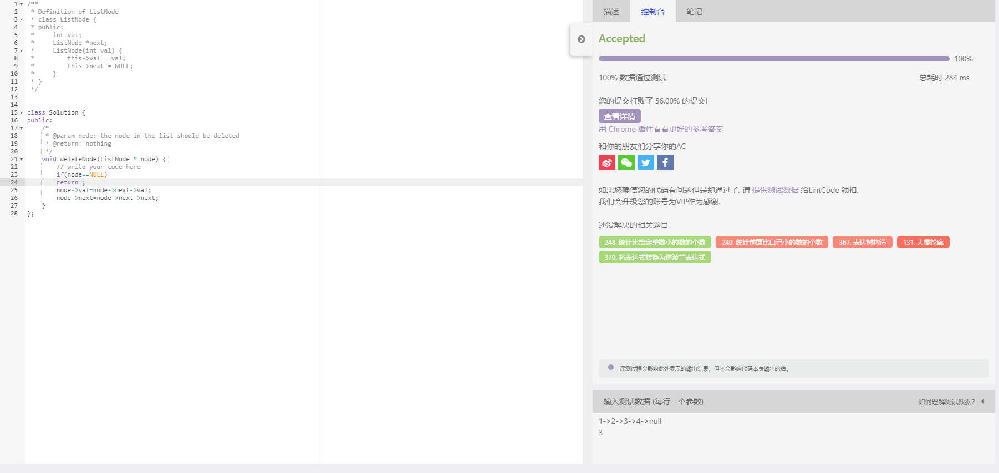 1 /**
2  * Definition of ListNode
3  * class ListNode {
4  * public:
5  *     int val;
6  *     ListNode *next;
7  *     ListNode(int val) {
8  *         this->val = val;
9  *         this->next = NULL;
10  *     }
11  * }
12  */
13
14
15 class Solution {
16 public:
17     /*
18      * @param node: the node in the list should be deleted
19      * @return: nothing
20      */
21     void deleteNode(ListNode * node) {
22         // write your code here
23         if(node==NULL)
24         return ;
25         node->val=node->next->val;
26         node->next=node->next->next;
27     }
28 };
描述 控制台 笔记
Accepted
100%
100% 数据通过测试 总耗时 284 ms
您的提交打败了 56.00% 的提交!
查看详情
用 Chrome 插件看看更好的参考答案
和你的朋友们分享你的AC
如果您确信您的代码有问题但是却通过了, 请 提供测试数据 给LintCode 领扣.
我们会升级您的账号为VIP作为感谢.
还没解决的相关题目
248. 统计比给定整数小的数的个数 249. 统计前面比自己小的数的个数 367. 表达树构造 131. 大楼轮廓
370. 将表达式转换为逆波兰表达式
评测过程会影响此处显示的输出结果，但不会影响代码本身输出的值。
输入测试数据 (每行一个参数) 如何理解测试数据?
1->2->3->4->null
3